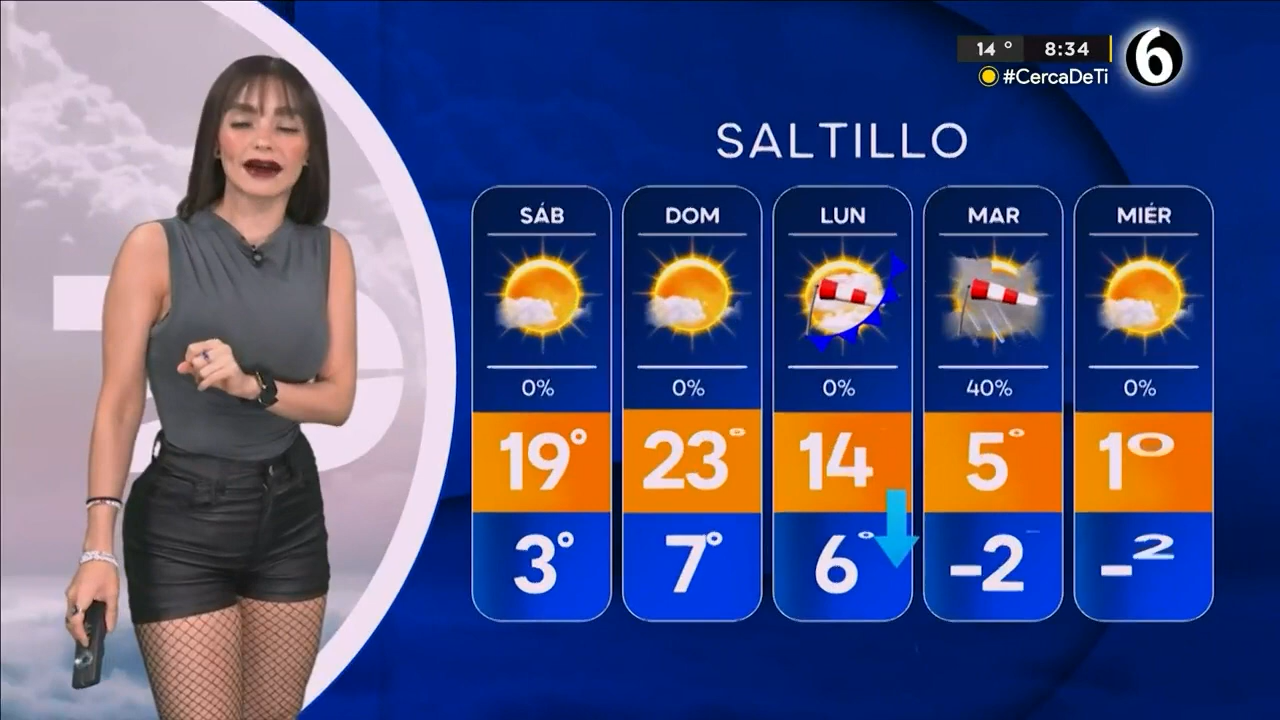 14° 8:34
6
#CercaDeTi
SALTILLO
SÁB DOM LUN MAR MIÉR
0% 0% 0% 40% 0%
19° 23° 14 5° 1°
3° 7° 6° -2 -2